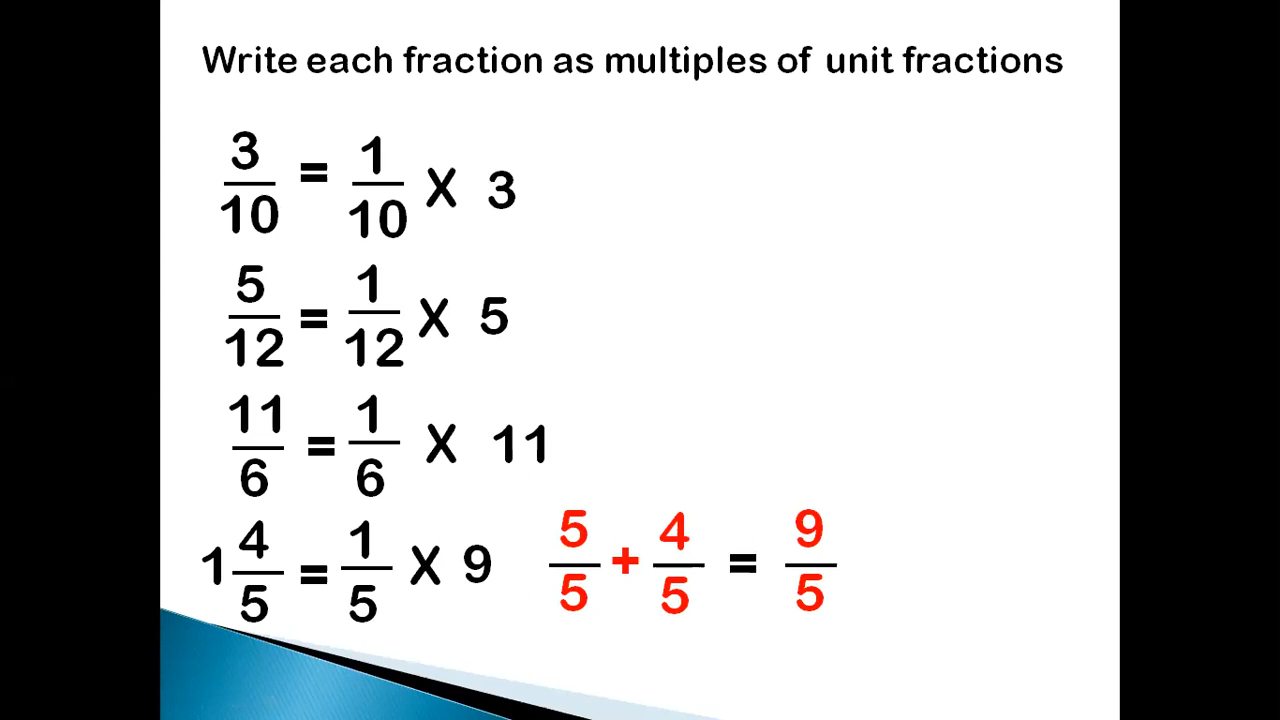 Write each fraction as multiples of unit fractions
3/10 = 1/10 X 3
5/12 = 1/12 X 5
11/6 = 1/6 X 11
1 4/5 = 1/5 X 9 5/5 + 4/5 = 9/5